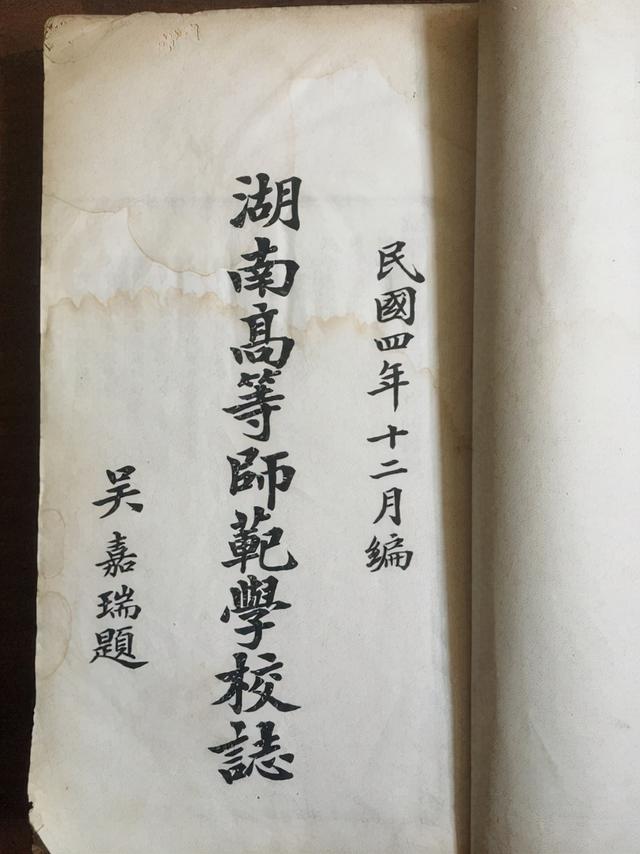 民國四年十二月編
湖南高等師範學校誌
吴嘉瑞題